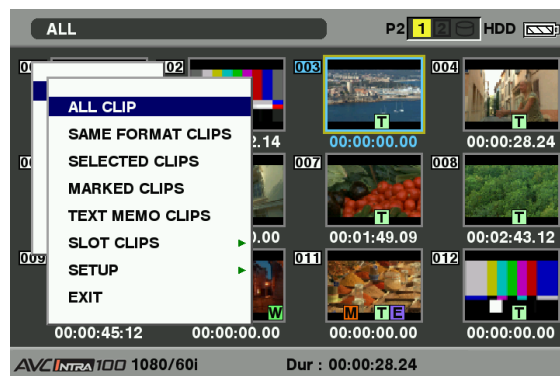 ALL P2 1 2 HDD
02 003 004
ALL CLIP
SAME FORMAT CLIPS
2.14 00:00:00.00 00:00:28.24
SELECTED CLIPS
007 008
MARKED CLIPS
TEXT MEMO CLIPS
SLOT CLIPS
0.00 00:01:49.09 00:02:43.12
009 011 012
SETUP
EXIT
T T T T T W M T E T
00:00:45:12 00:00:00.00 00:00:00.00 00:00:00.00
AVC INTRA 100 1080/60i Dur : 00:00:28.24